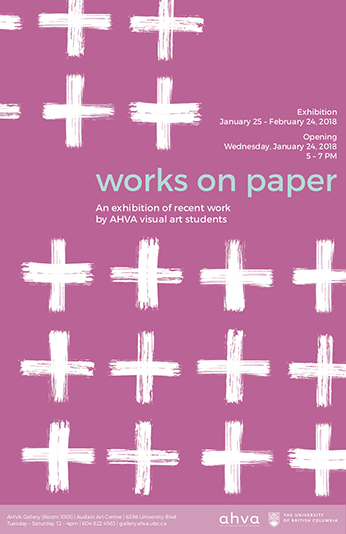 Exhibition
January 25 – February 24, 2018
Opening
Wednesday, January 24, 2018
5 – 7 PM
works on paper
An exhibition of recent work
by AHVA visual art students
AHVA Gallery (Room 1001) | Audain Art Centre | 6398 University Blvd
Tuesday - Saturday 12 – 4pm | 604 822 4563 | gallery.ahva.ubc.ca
ahva
THE UNIVERSITY
OF BRITISH COLUMBIA